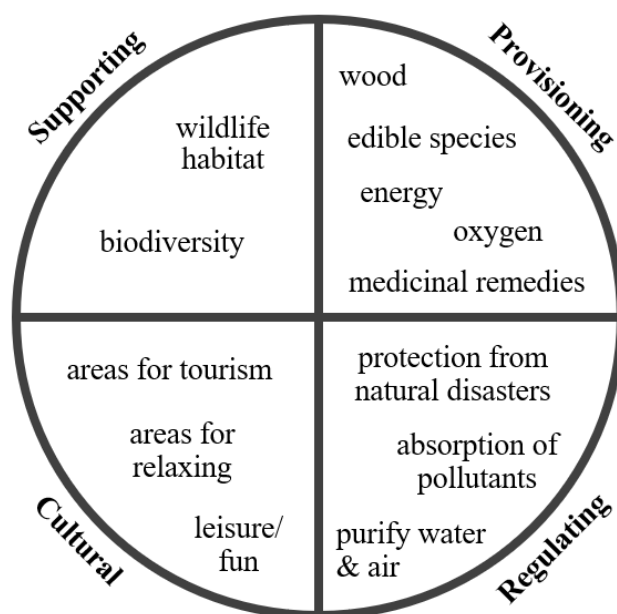 Supporting
wildlife
habitat
biodiversity
Provisioning
wood
edible species
energy
oxygen
medicinal remedies
Cultural
areas for tourism
areas for
relaxing
leisure/
fun
Regulating
protection from
natural disasters
absorption of
pollutants
purify water
& air